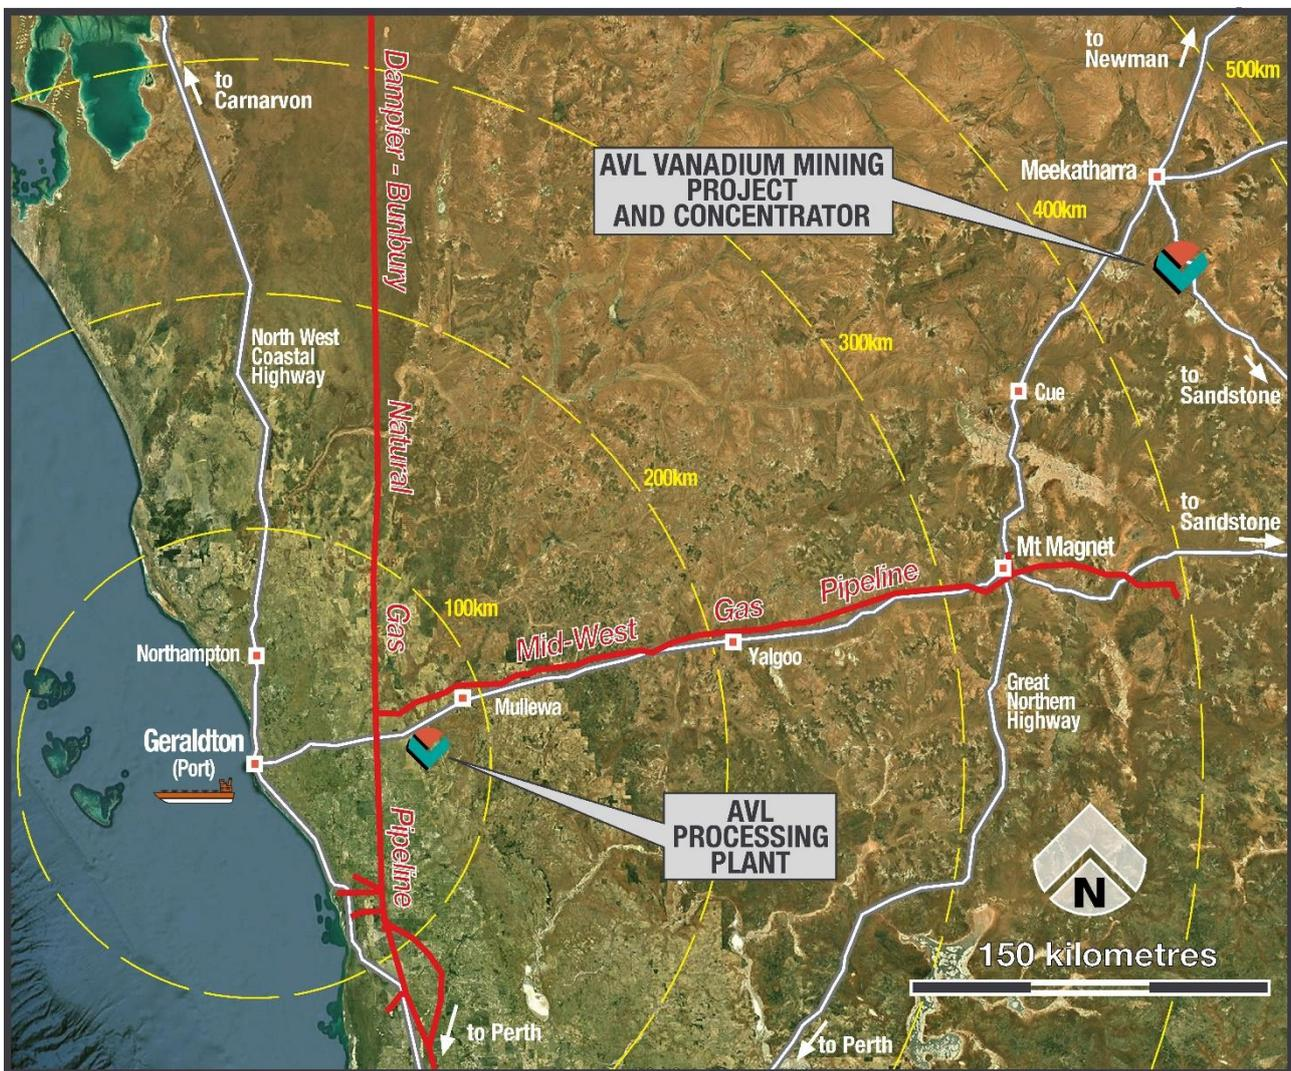 to
Carnarvon
Dampier - Bunbury
Natural
Gas
Pipeline
to
Newman
500km
AVL VANADIUM MINING
PROJECT
AND CONCENTRATOR
Meekatharra
400km
North West
Coastal
Highway
300km
to
Sandstone
Cue
200km
to
Sandstone
Mt Magnet
100km
Mid-West
Gas
Pipeline
Northampton
Yalgoo
Mullewa
Great
Northern
Highway
Geraldton
(Port)
AVL
PROCESSING
PLANT
N
150 kilometres
to Perth
to Perth